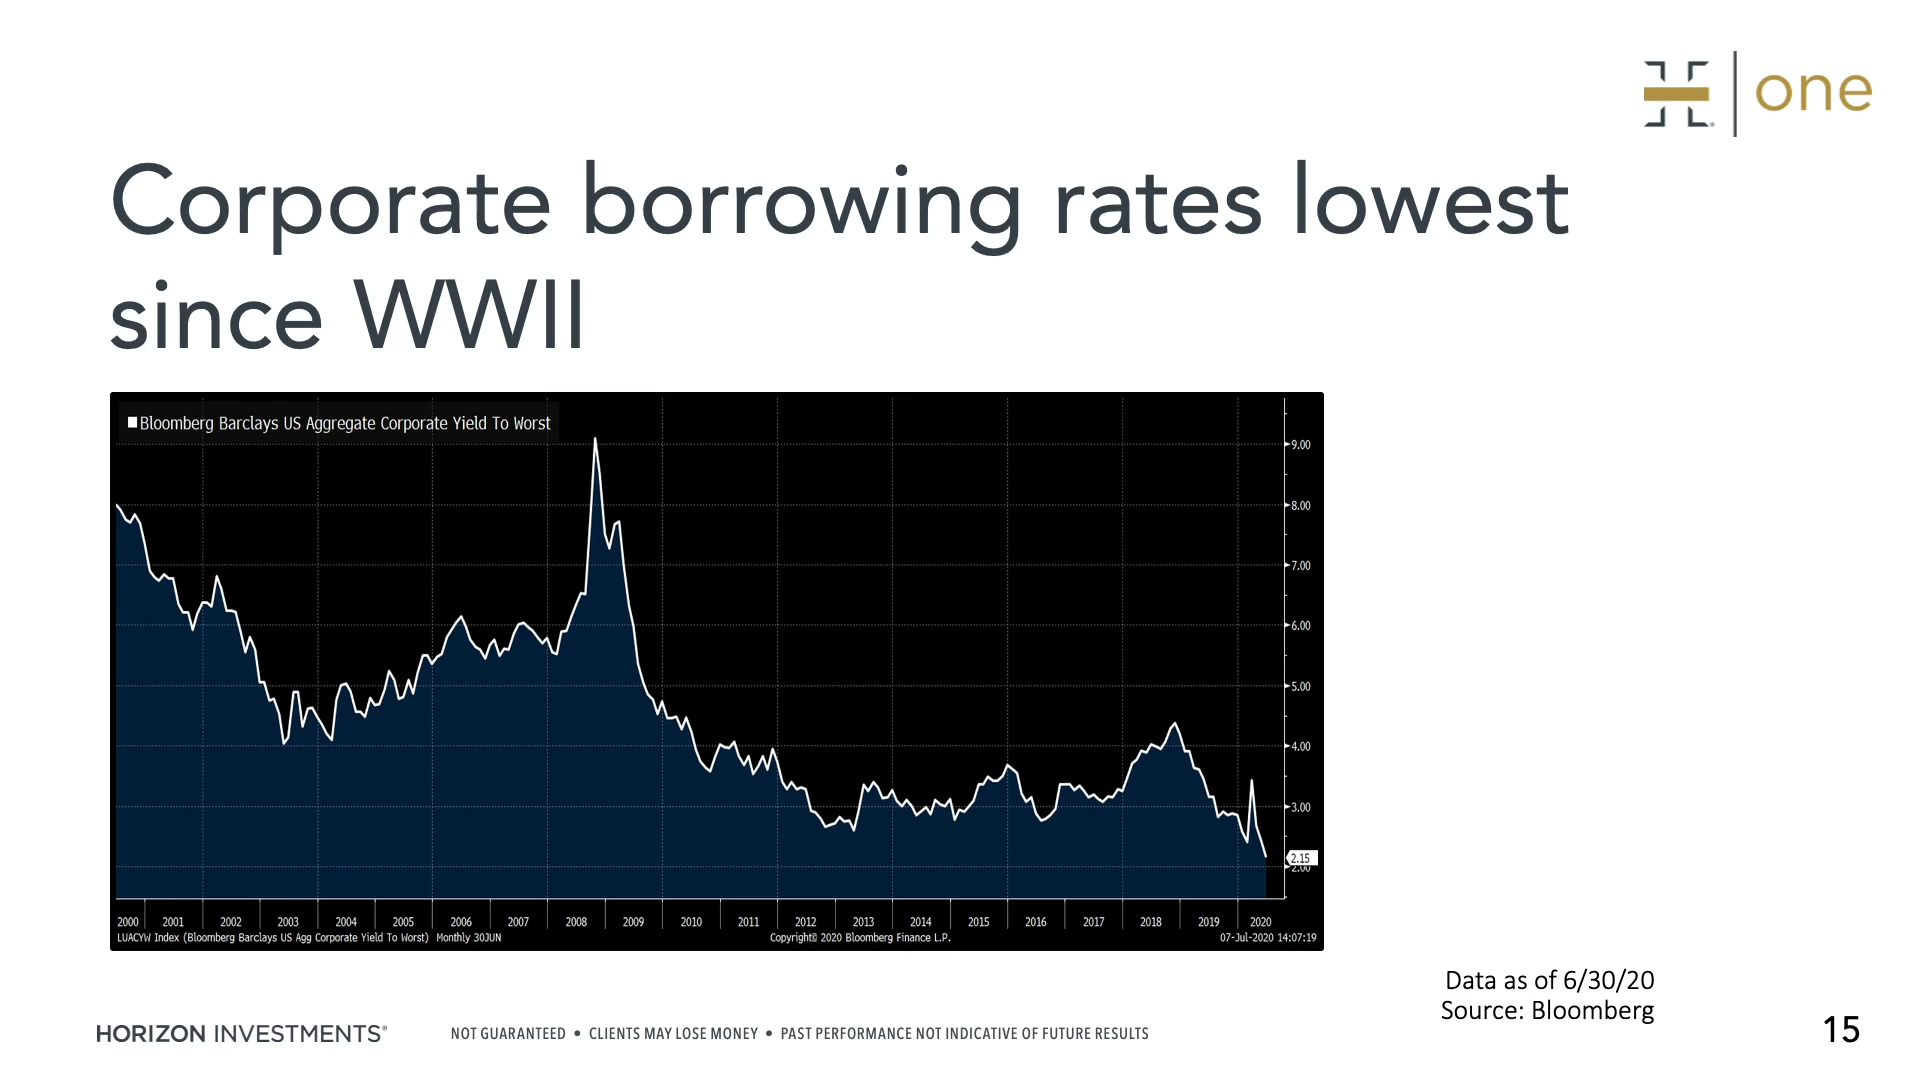 one
Corporate borrowing rates lowest
since WWII
Bloomberg Barclays US Aggregate Corporate Yield To Worst
9.00
8.00
7.00
6.00
5.00
4.00
3.00
2.15
2.00
2000 2001 2002 2003 2004 2005 2006 2007 2008 2009 2010 2011 2012 2013 2014 2015 2016 2017 2018 2019 2020
LUACYW Index (Bloomberg Barclays US Agg Corporate Yield To Worst) Monthly 30JUN Copyright© 2020 Bloomberg Finance L.P. 07-Jul-2020 14:07:19
Data as of 6/30/20
Source: Bloomberg
HORIZON INVESTMENTS® NOT GUARANTEED • CLIENTS MAY LOSE MONEY • PAST PERFORMANCE NOT INDICATIVE OF FUTURE RESULTS 15